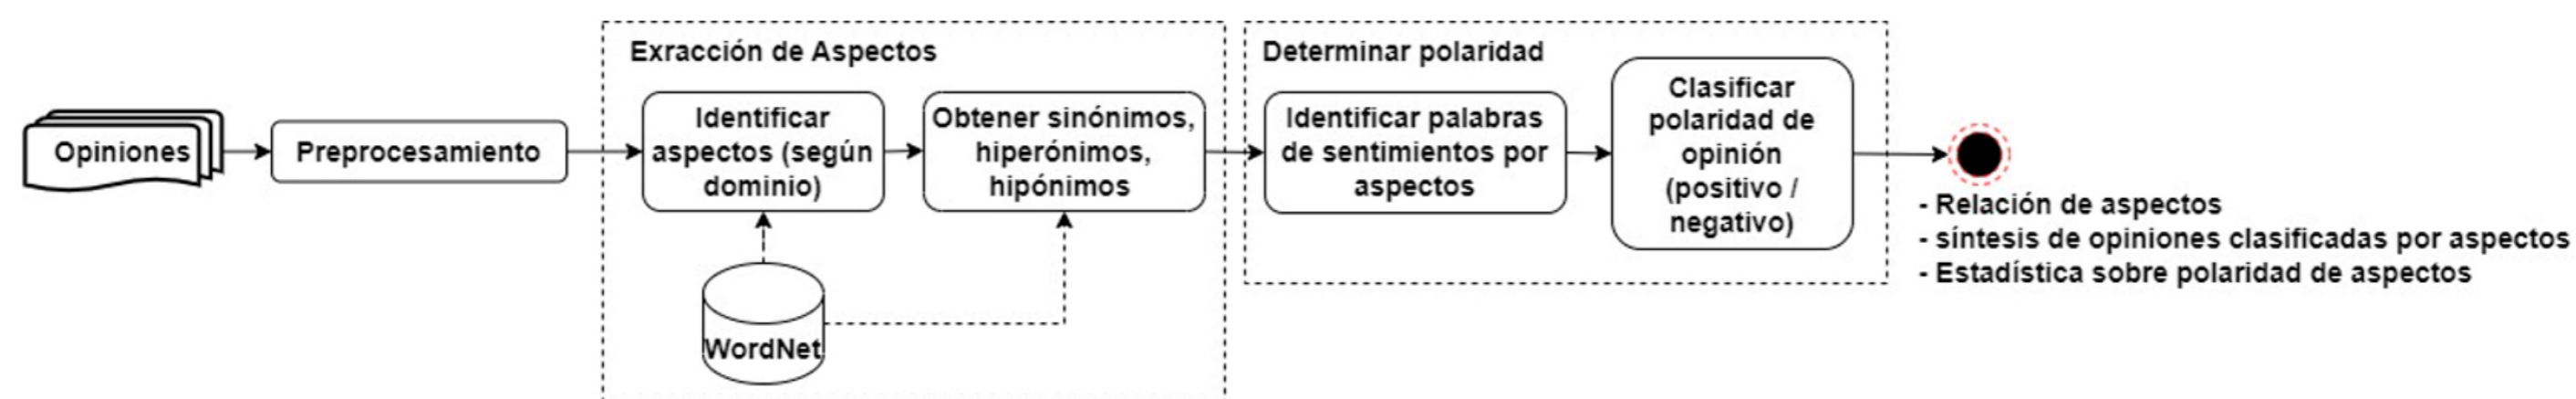 Opiniones
Preprocesamiento
Exracción de Aspectos
Identificar
aspectos (según
dominio)
Obtener sinónimos,
hiperónimos,
hipónimos
WordNet
Determinar polaridad
Identificar palabras
de sentimientos por
aspectos
Clasificar
polaridad de
opinión
(positivo /
negativo)
- Relación de aspectos
- síntesis de opiniones clasificadas por aspectos
- Estadística sobre polaridad de aspectos